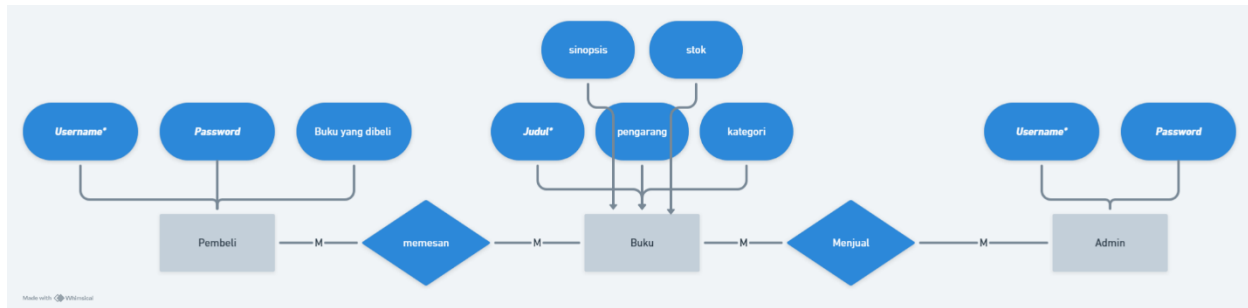 sinopsis
stok
Username*
Password
Buku yang dibeli
Judul*
pengarang
kategori
Username*
Password
Pembeli
M
memesan
M
Buku
M
Menjual
M
Admin
Made with Whimsical